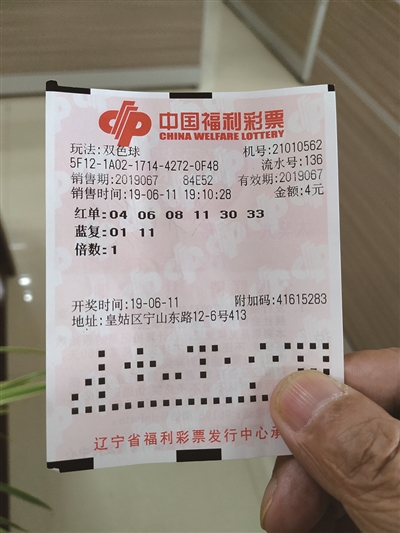 中国福利彩票
CHINA WELFARE LOTTERY
玩法:双色球 机号:21010562
5F12-1A02-1714-4272-0F48 流水号:136
销售期:2019067 84E52 有效期:2019067
销售时间:19-06-11 19:10:28 金额:4元
红单:04 06 08 11 30 33
蓝复:01 11
倍数:1
开奖时间:19-06-11 附加码:41615283
地址:皇姑区宁山东路12-6号413
辽宁省福利彩票发行中心承